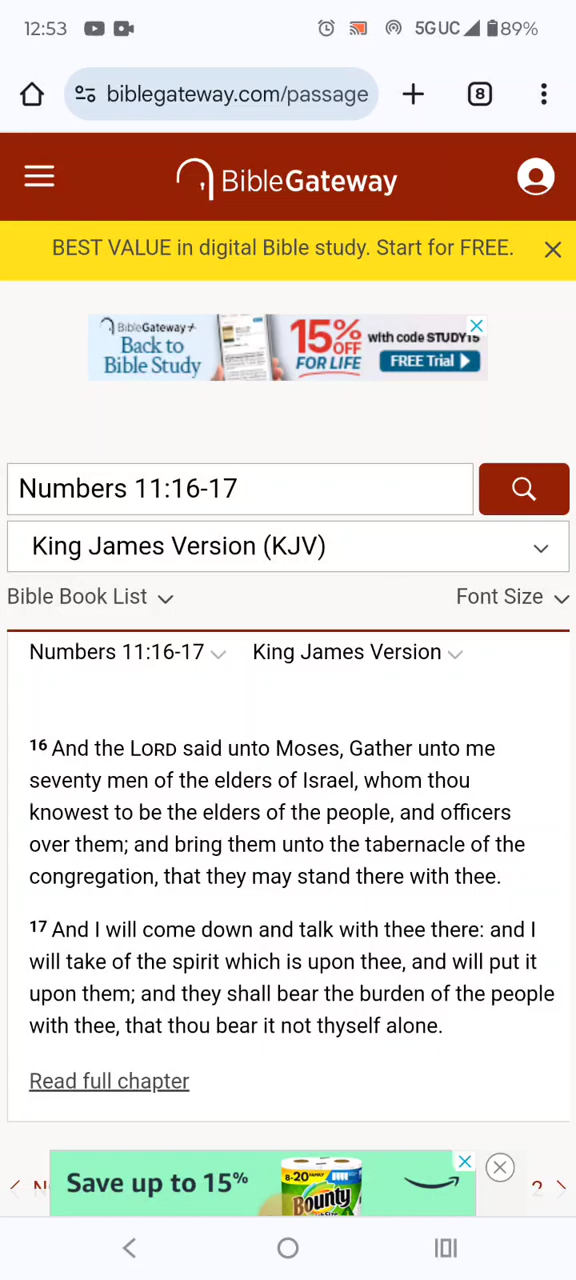 12:53 5GUC 89%
biblegateway.com/passage 8
BibleGateway
BEST VALUE in digital Bible study. Start for FREE.
BibleGateway+
Back to
Bible Study
15% OFF
FOR LIFE
with code STUDY15
FREE Trial
Numbers 11:16-17
King James Version (KJV)
Bible Book List Font Size
Numbers 11:16-17 King James Version
16 And the LORD said unto Moses, Gather unto me
seventy men of the elders of Israel, whom thou
knowest to be the elders of the people, and officers
over them; and bring them unto the tabernacle of the
congregation, that they may stand there with thee.
17 And I will come down and talk with thee there: and I
will take of the spirit which is upon thee, and will put it
upon them; and they shall bear the burden of the people
with thee, that thou bear it not thyself alone.
Read full chapter
Save up to 15%
8=20 FAMILY
Bounty
2